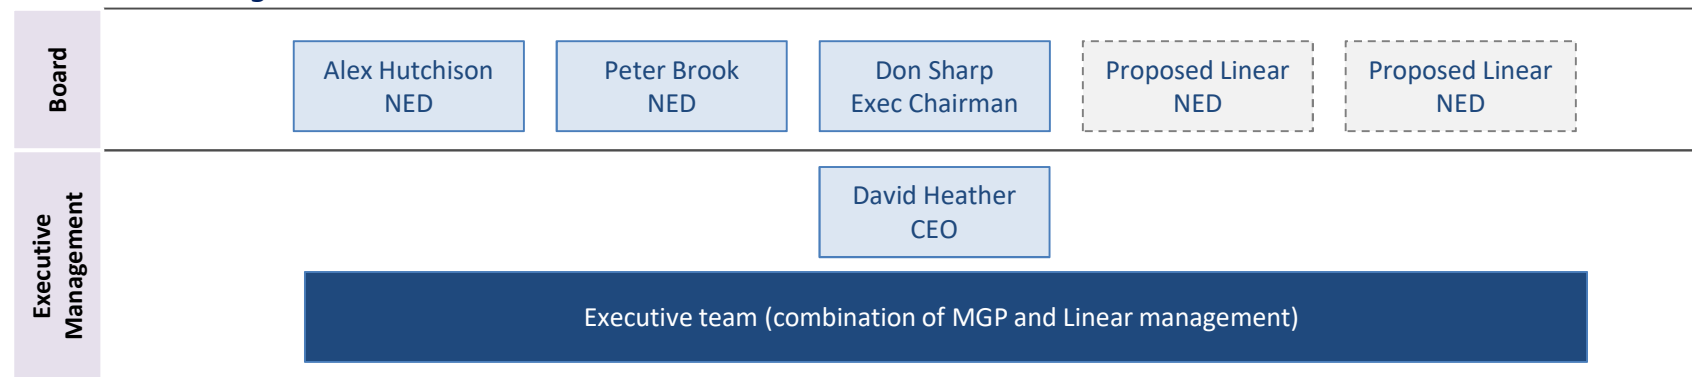 Board
Alex Hutchison
NED
Peter Brook
NED
Don Sharp
Exec Chairman
Proposed Linear
NED
Proposed Linear
NED
Executive
Management
David Heather
CEO
Executive team (combination of MGP and Linear management)